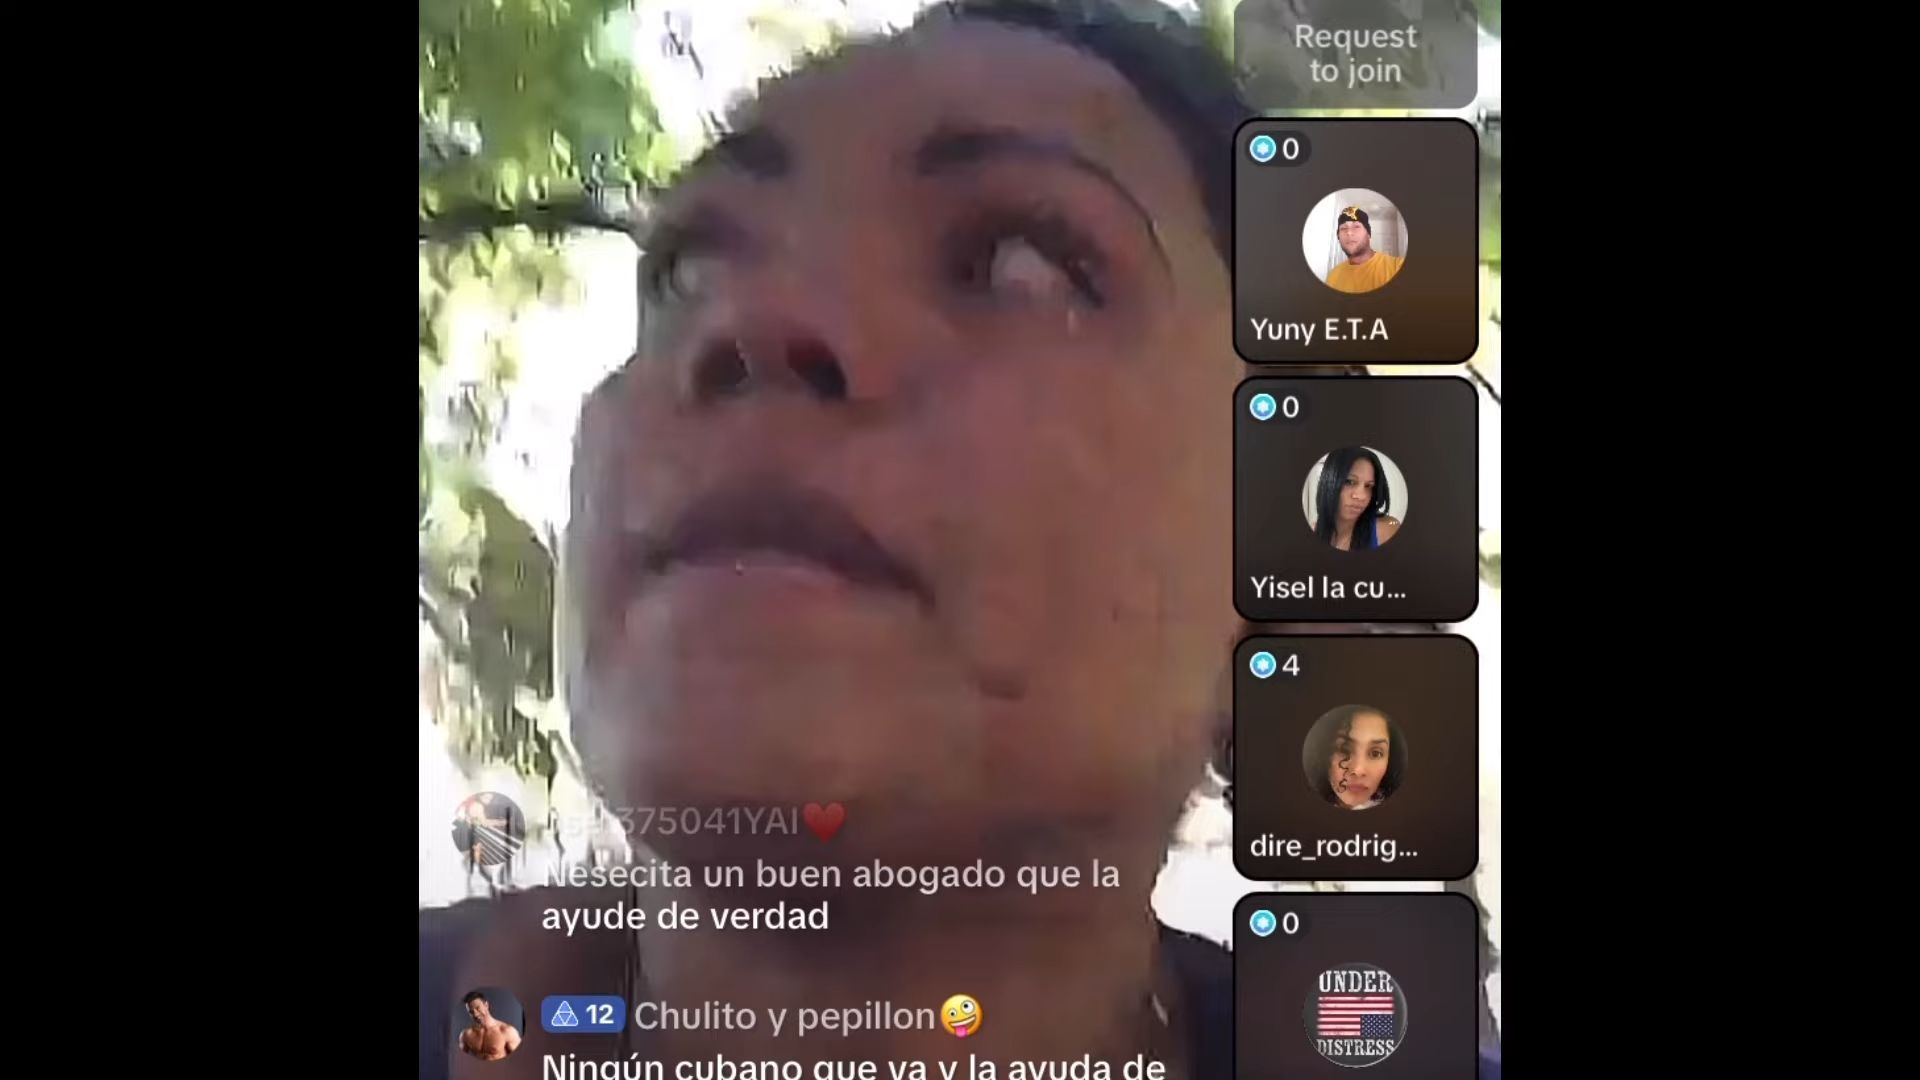 Request
to join
0
Yuny E.T.A
0
Yisel la cu...
4
dire_rodrig...
0
UNDER
DISTRESS
375041YAI❤️
Nesecita un buen abogado que la
ayude de verdad
12 Chulito y pepillon🤪
Ningún cubano que va y la ayuda de